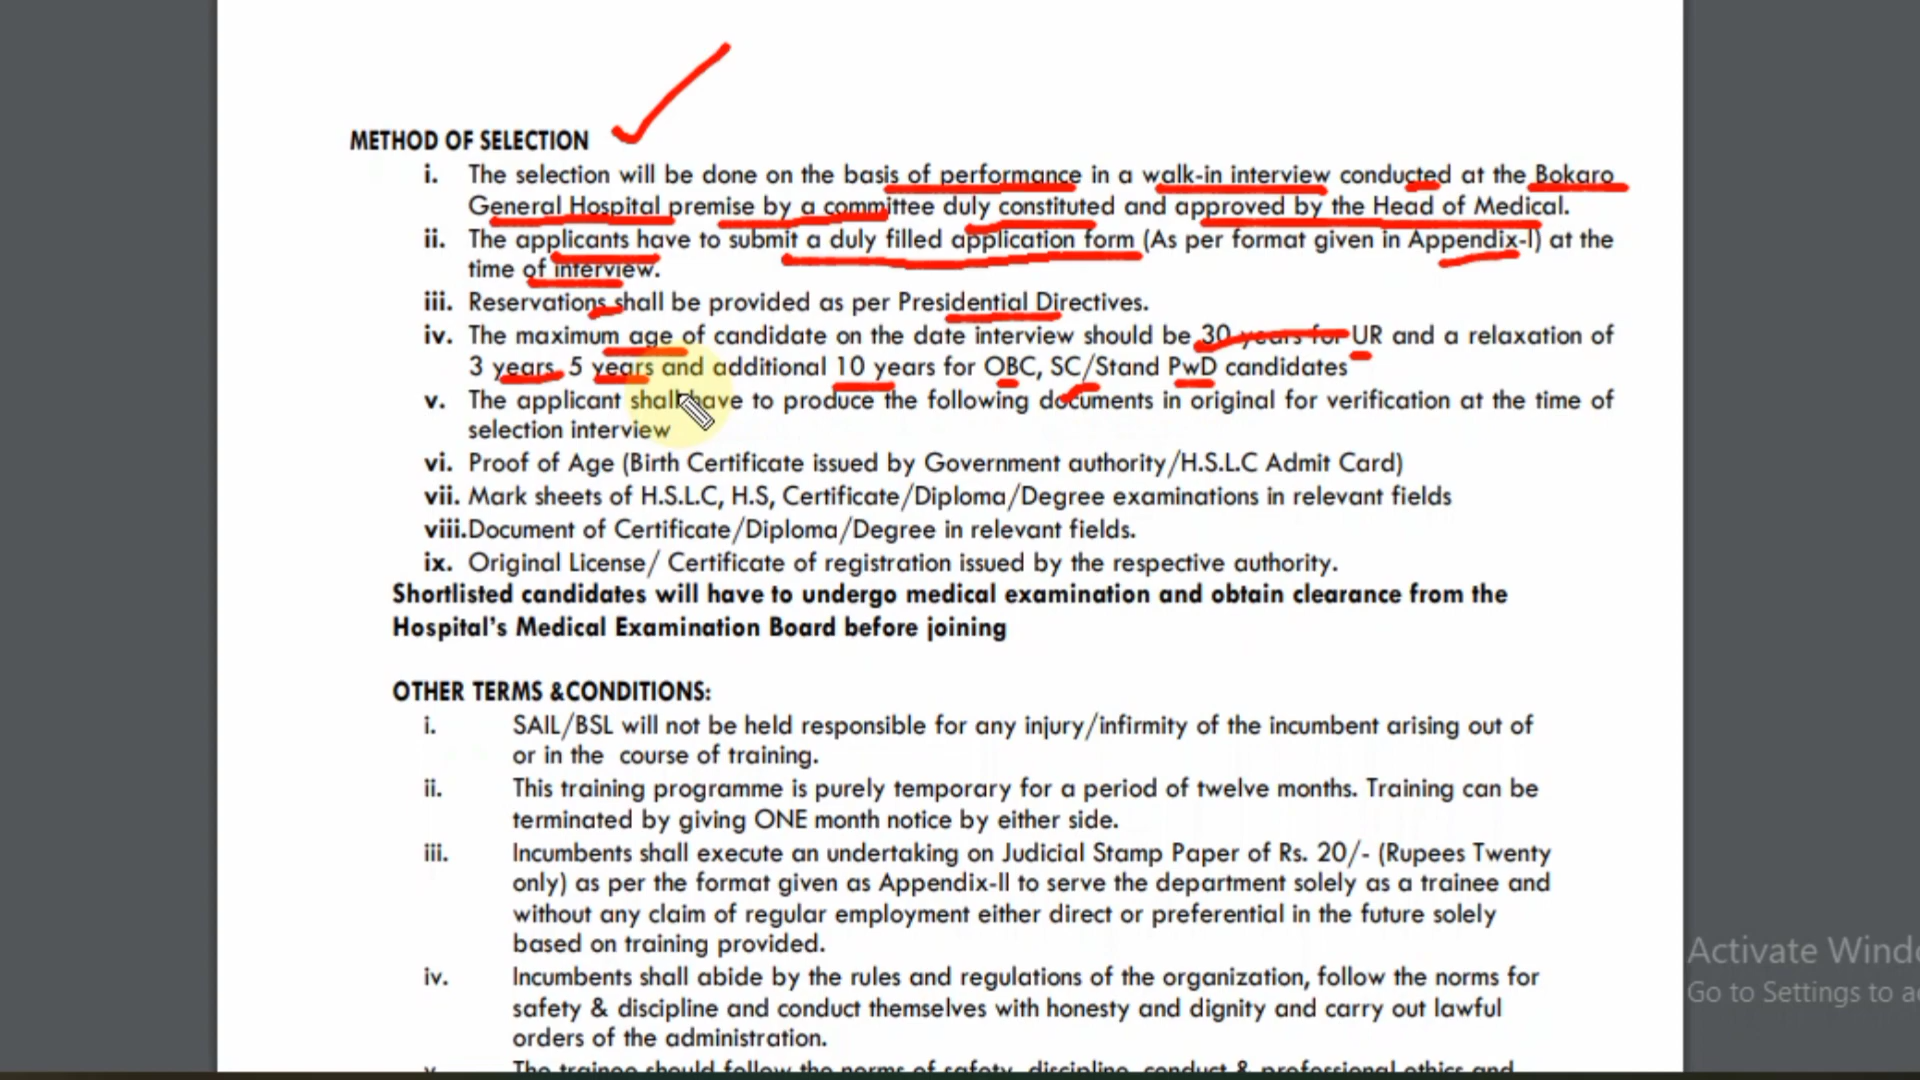 METHOD OF SELECTION
i. The selection will be done on the basis of performance in a walk-in interview conducted at the Bokaro
General Hospital premise by a committee duly constituted and approved by the Head of Medical.
ii. The applicants have to submit a duly filled application form (As per format given in Appendix-I) at the
time of interview.
iii. Reservations shall be provided as per Presidential Directives.
iv. The maximum age of candidate on the date interview should be 30 years for UR and a relaxation of
3 years, 5 years and additional 10 years for OBC, SC/Stand PwD candidates
v. The applicant shall have to produce the following documents in original for verification at the time of
selection interview
vi. Proof of Age (Birth Certificate issued by Government authority/H.S.L.C Admit Card)
vii. Mark sheets of H.S.L.C, H.S, Certificate/Diploma/Degree examinations in relevant fields
viii. Document of Certificate/Diploma/Degree in relevant fields.
ix. Original License/ Certificate of registration issued by the respective authority.
Shortlisted candidates will have to undergo medical examination and obtain clearance from the
Hospital's Medical Examination Board before joining
OTHER TERMS &CONDITIONS:
i. SAIL/BSL will not be held responsible for any injury/infirmity of the incumbent arising out of
or in the course of training.
ii. This training programme is purely temporary for a period of twelve months. Training can be
terminated by giving ONE month notice by either side.
iii. Incumbents shall execute an undertaking on Judicial Stamp Paper of Rs. 20/- (Rupees Twenty
only) as per the format given as Appendix-II to serve the department solely as a trainee and
without any claim of regular employment either direct or preferential in the future solely
based on training provided.
iv. Incumbents shall abide by the rules and regulations of the organization, follow the norms for
safety & discipline and conduct themselves with honesty and dignity and carry out lawful
orders of the administration.
v. The trainee should follow the norms of safety, discipline, conduct & professional ethics and
Activate Windo
Go to Settings to a